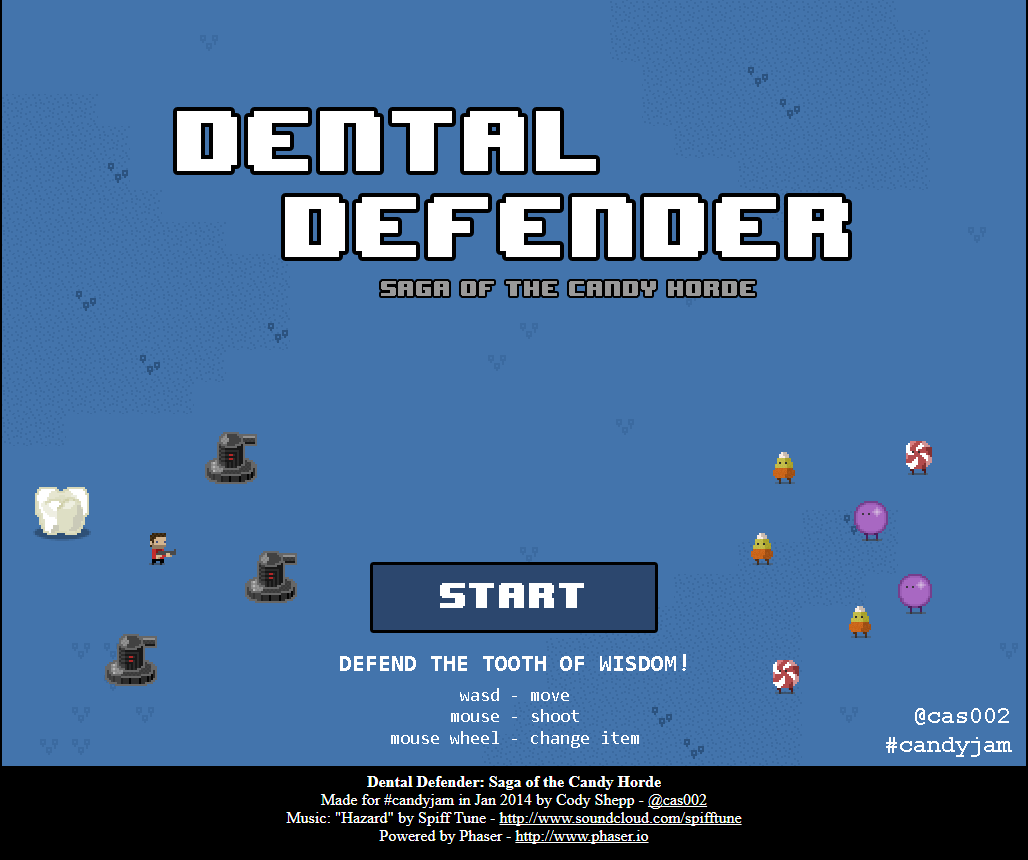 DENTAL
DEFENDER
SAGA OF THE CANDY HORDE
START
DEFEND THE TOOTH OF WISDOM!
wasd - move
mouse - shoot
mouse wheel - change item
@cas002
#candyjam
Dental Defender: Saga of the Candy Horde
Made for #candyjam in Jan 2014 by Cody Shepp - @cas002
Music: "Hazard" by Spiff Tune - http://www.soundcloud.com/spifftune
Powered by Phaser - http://www.phaser.io